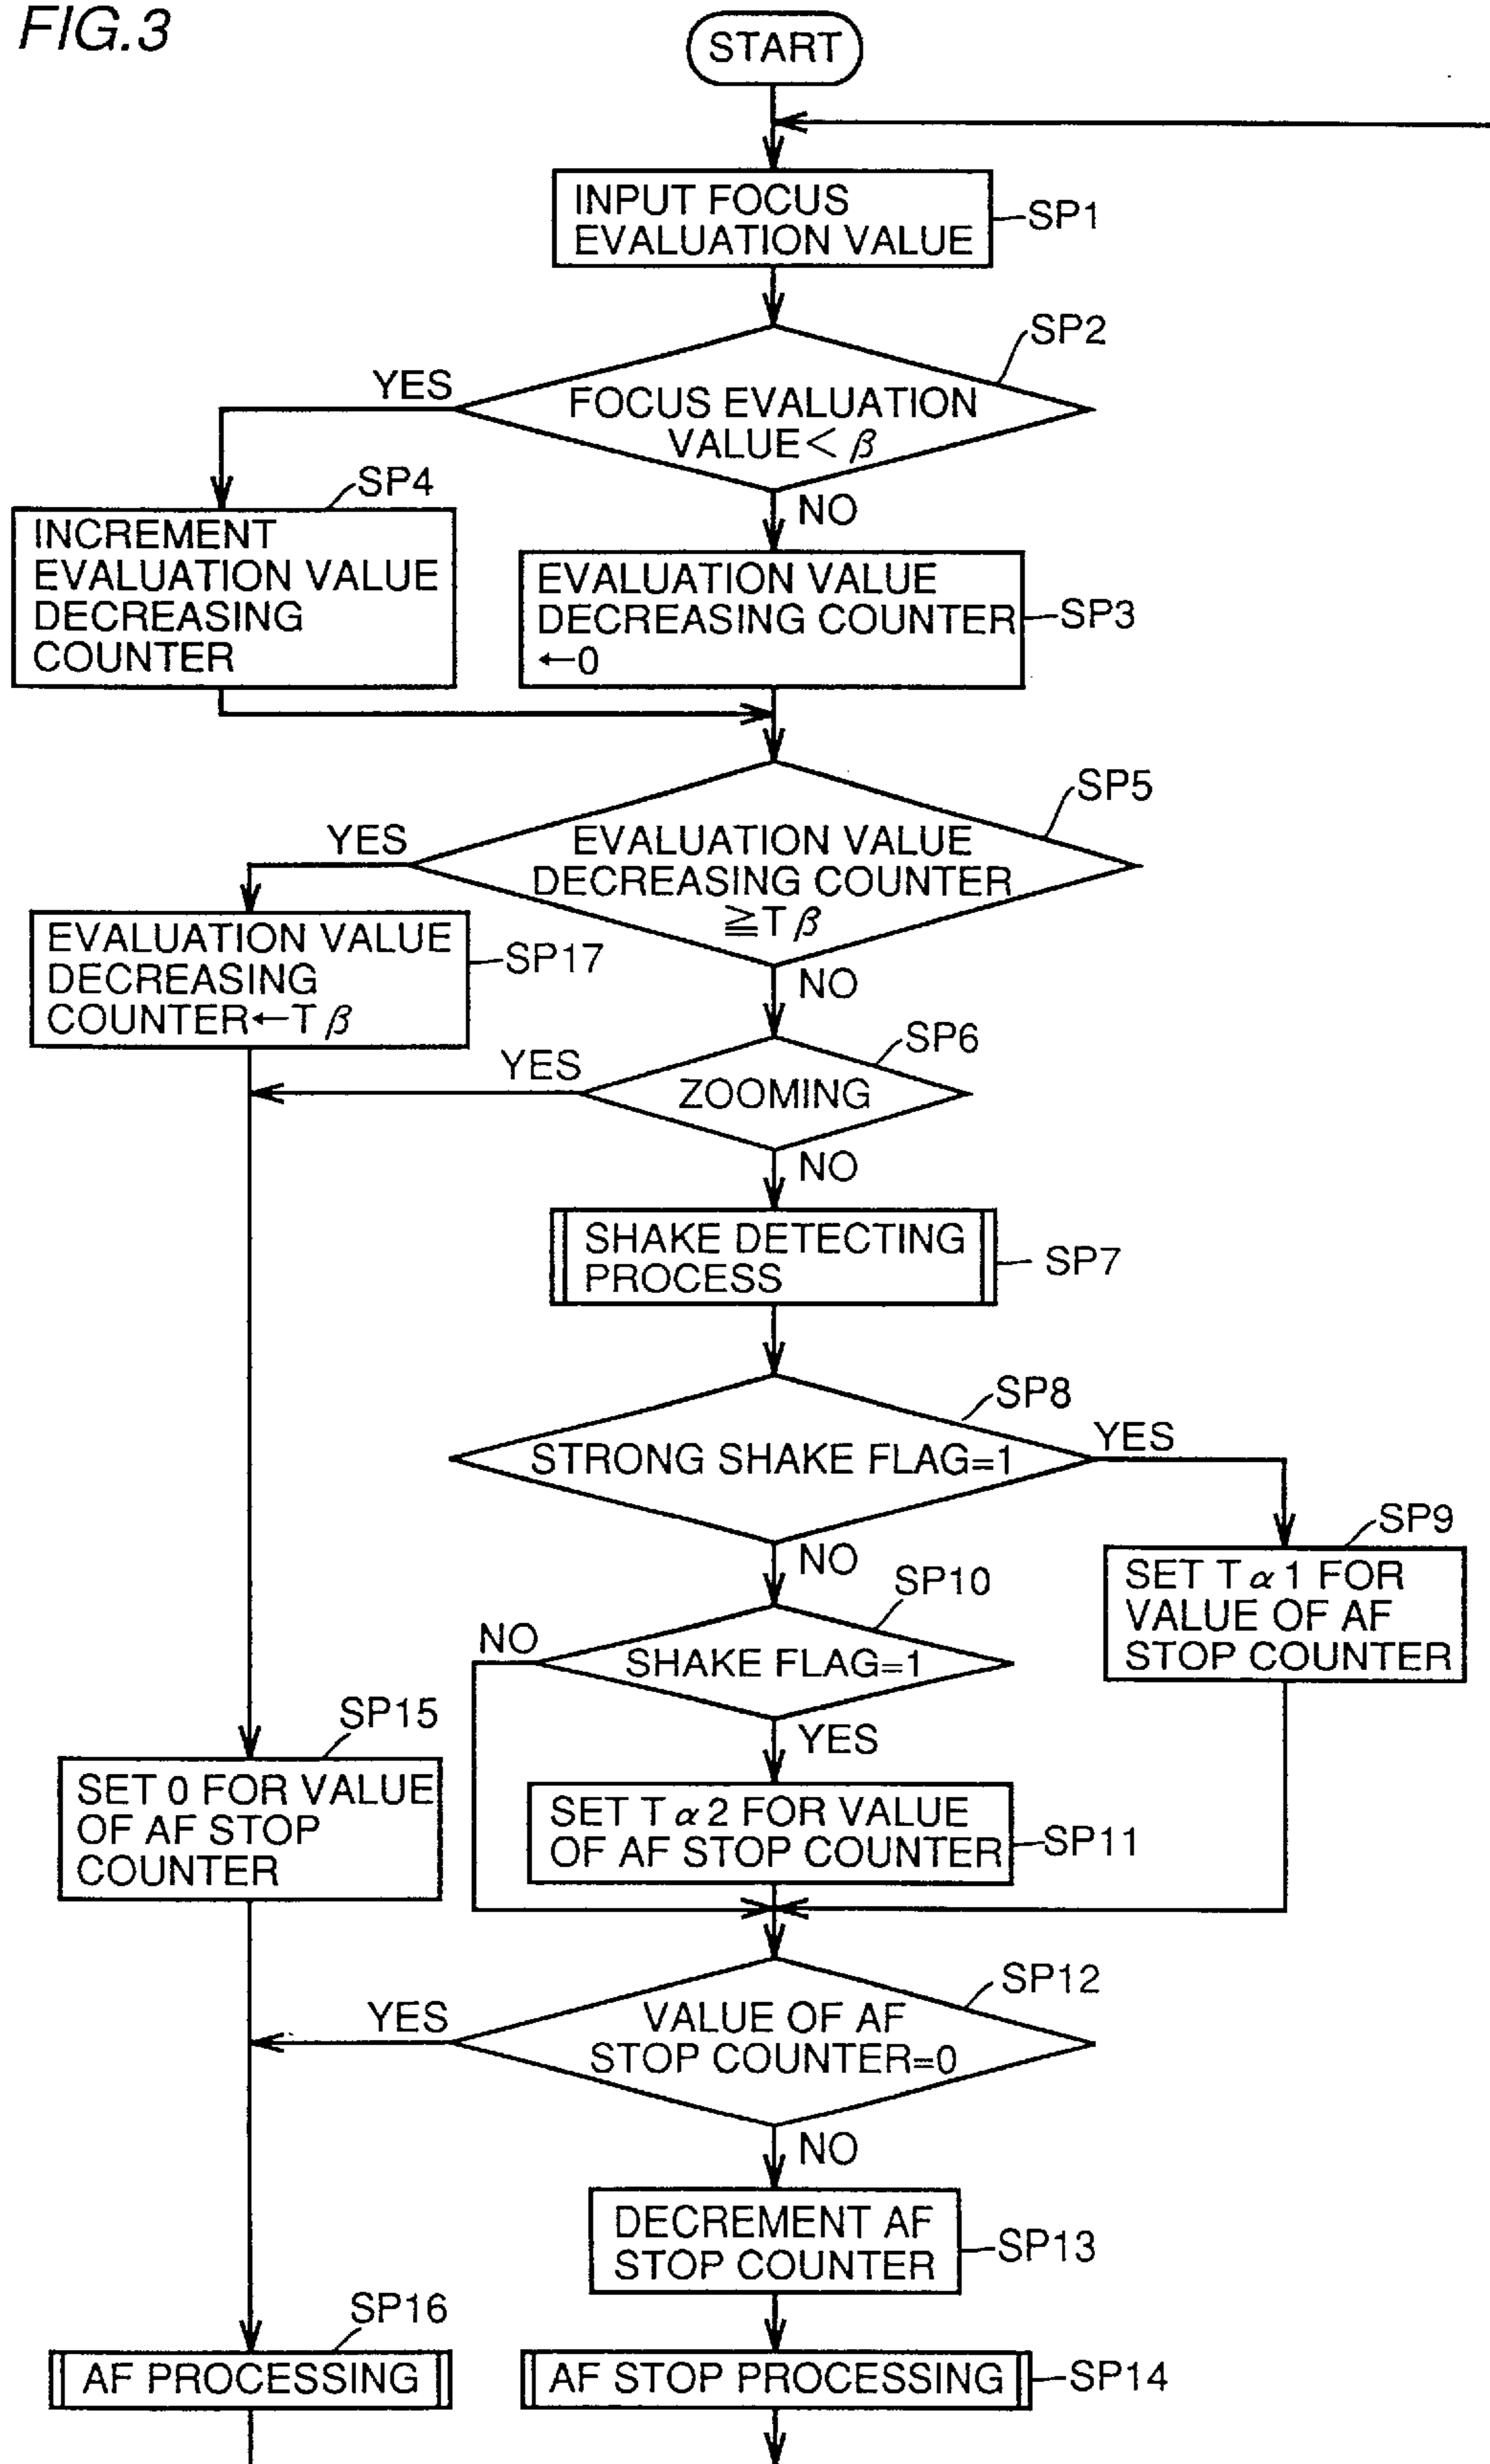 FIG.3
START
INPUT FOCUS
EVALUATION VALUE
SP1
SP2
YES
FOCUS EVALUATION
VALUE< β
SP4
NO
INCREMENT
EVALUATION VALUE
DECREASING
COUNTER
EVALUATION VALUE
DECREASING COUNTER
←0
SP3
SP5
YES
EVALUATION VALUE
DECREASING COUNTER
≧T β
EVALUATION VALUE
DECREASING
COUNTER←T β
SP17
NO
SP6
YES
ZOOMING
NO
SHAKE DETECTING
PROCESS
SP7
SP8
YES
STRONG SHAKE FLAG=1
SP9
NO
SET T α 1 FOR
VALUE OF AF
STOP COUNTER
SP10
NO
SHAKE FLAG=1
SP15
YES
SET 0 FOR VALUE
OF AF STOP
COUNTER
SET T α 2 FOR VALUE
OF AF STOP COUNTER
SP11
SP12
YES
VALUE OF AF
STOP COUNTER=0
NO
DECREMENT AF
STOP COUNTER
SP13
SP16
AF PROCESSING
AF STOP PROCESSING
SP14